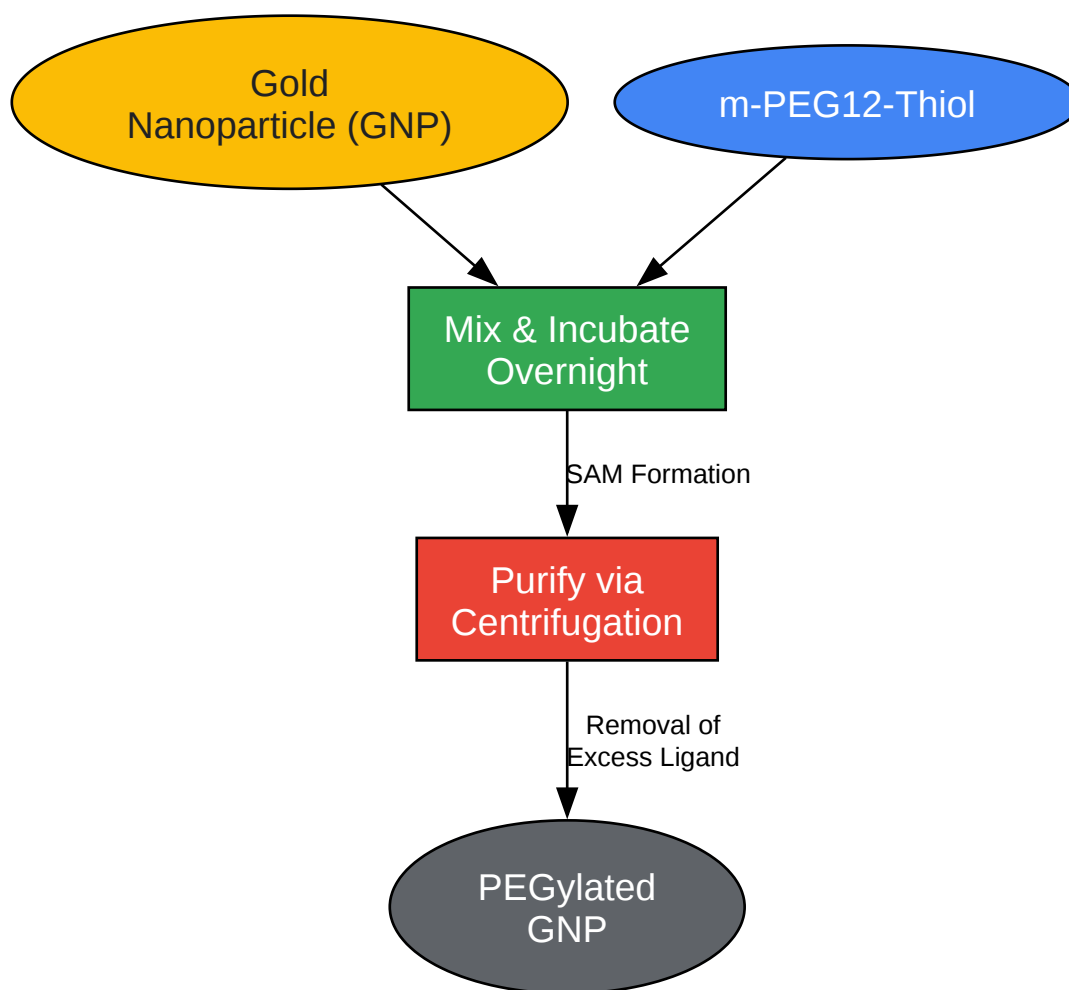 Gold
Nanoparticle (GNP)
m-PEG12-Thiol
Mix & Incubate
Overnight
SAM Formation
Purify via
Centrifugation
Removal of
Excess Ligand
PEGylated
GNP